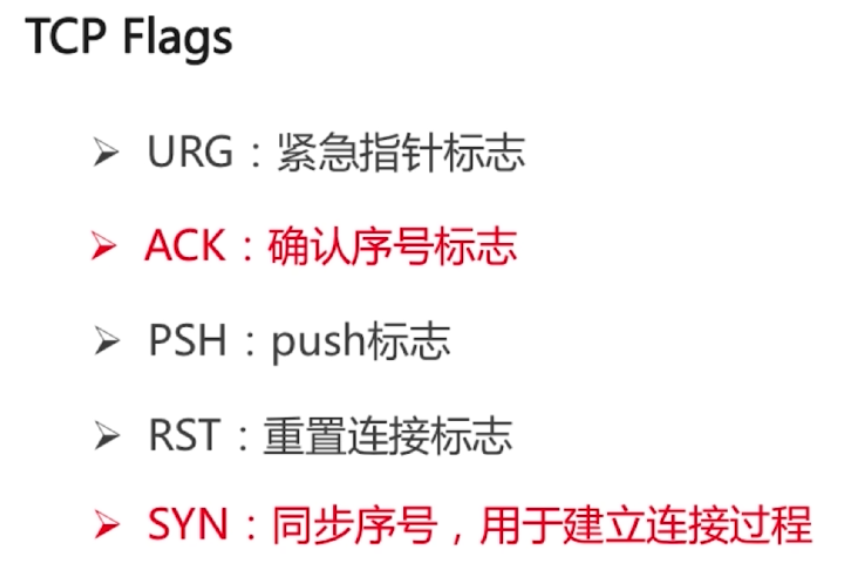 TCP Flags
URG：紧急指针标志
ACK：确认序号标志
PSH：push标志
RST：重置连接标志
SYN：同步序号，用于建立连接过程